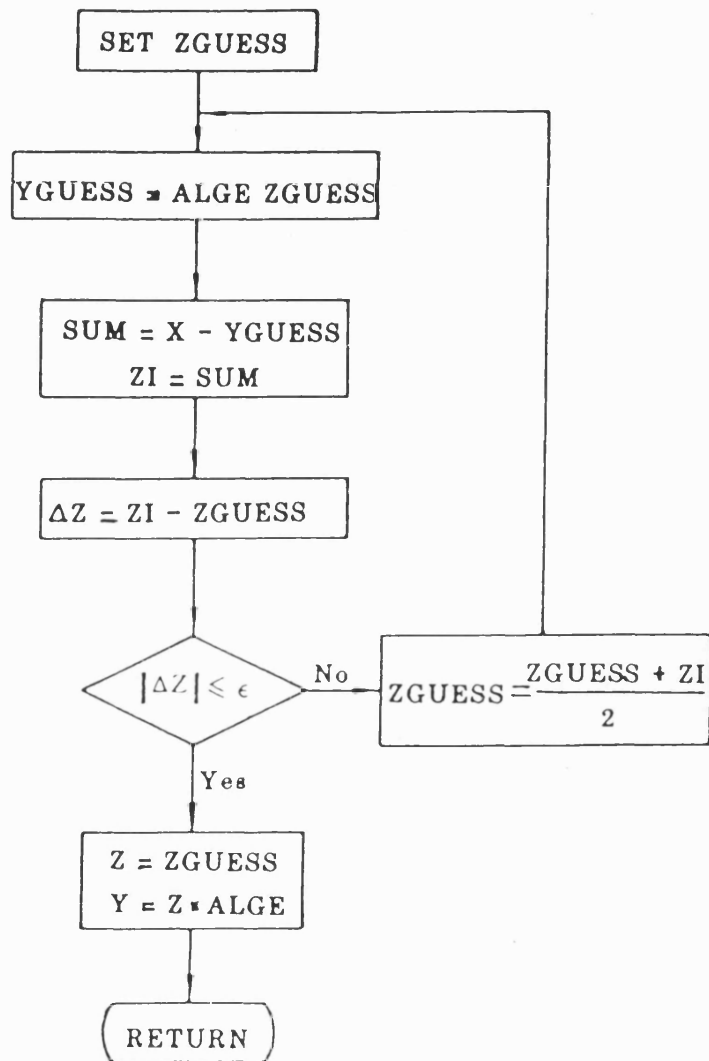 SET ZGUESS
YGUESS = ALGE ZGUESS
SUM = X - YGUESS
ZI = SUM
ΔZ = ZI - ZGUESS
|ΔZ| ≤ ϵ
No
ZGUESS = ZGUESS + ZI
2
Yes
Z = ZGUESS
Y = Z * ALGE
RETURN